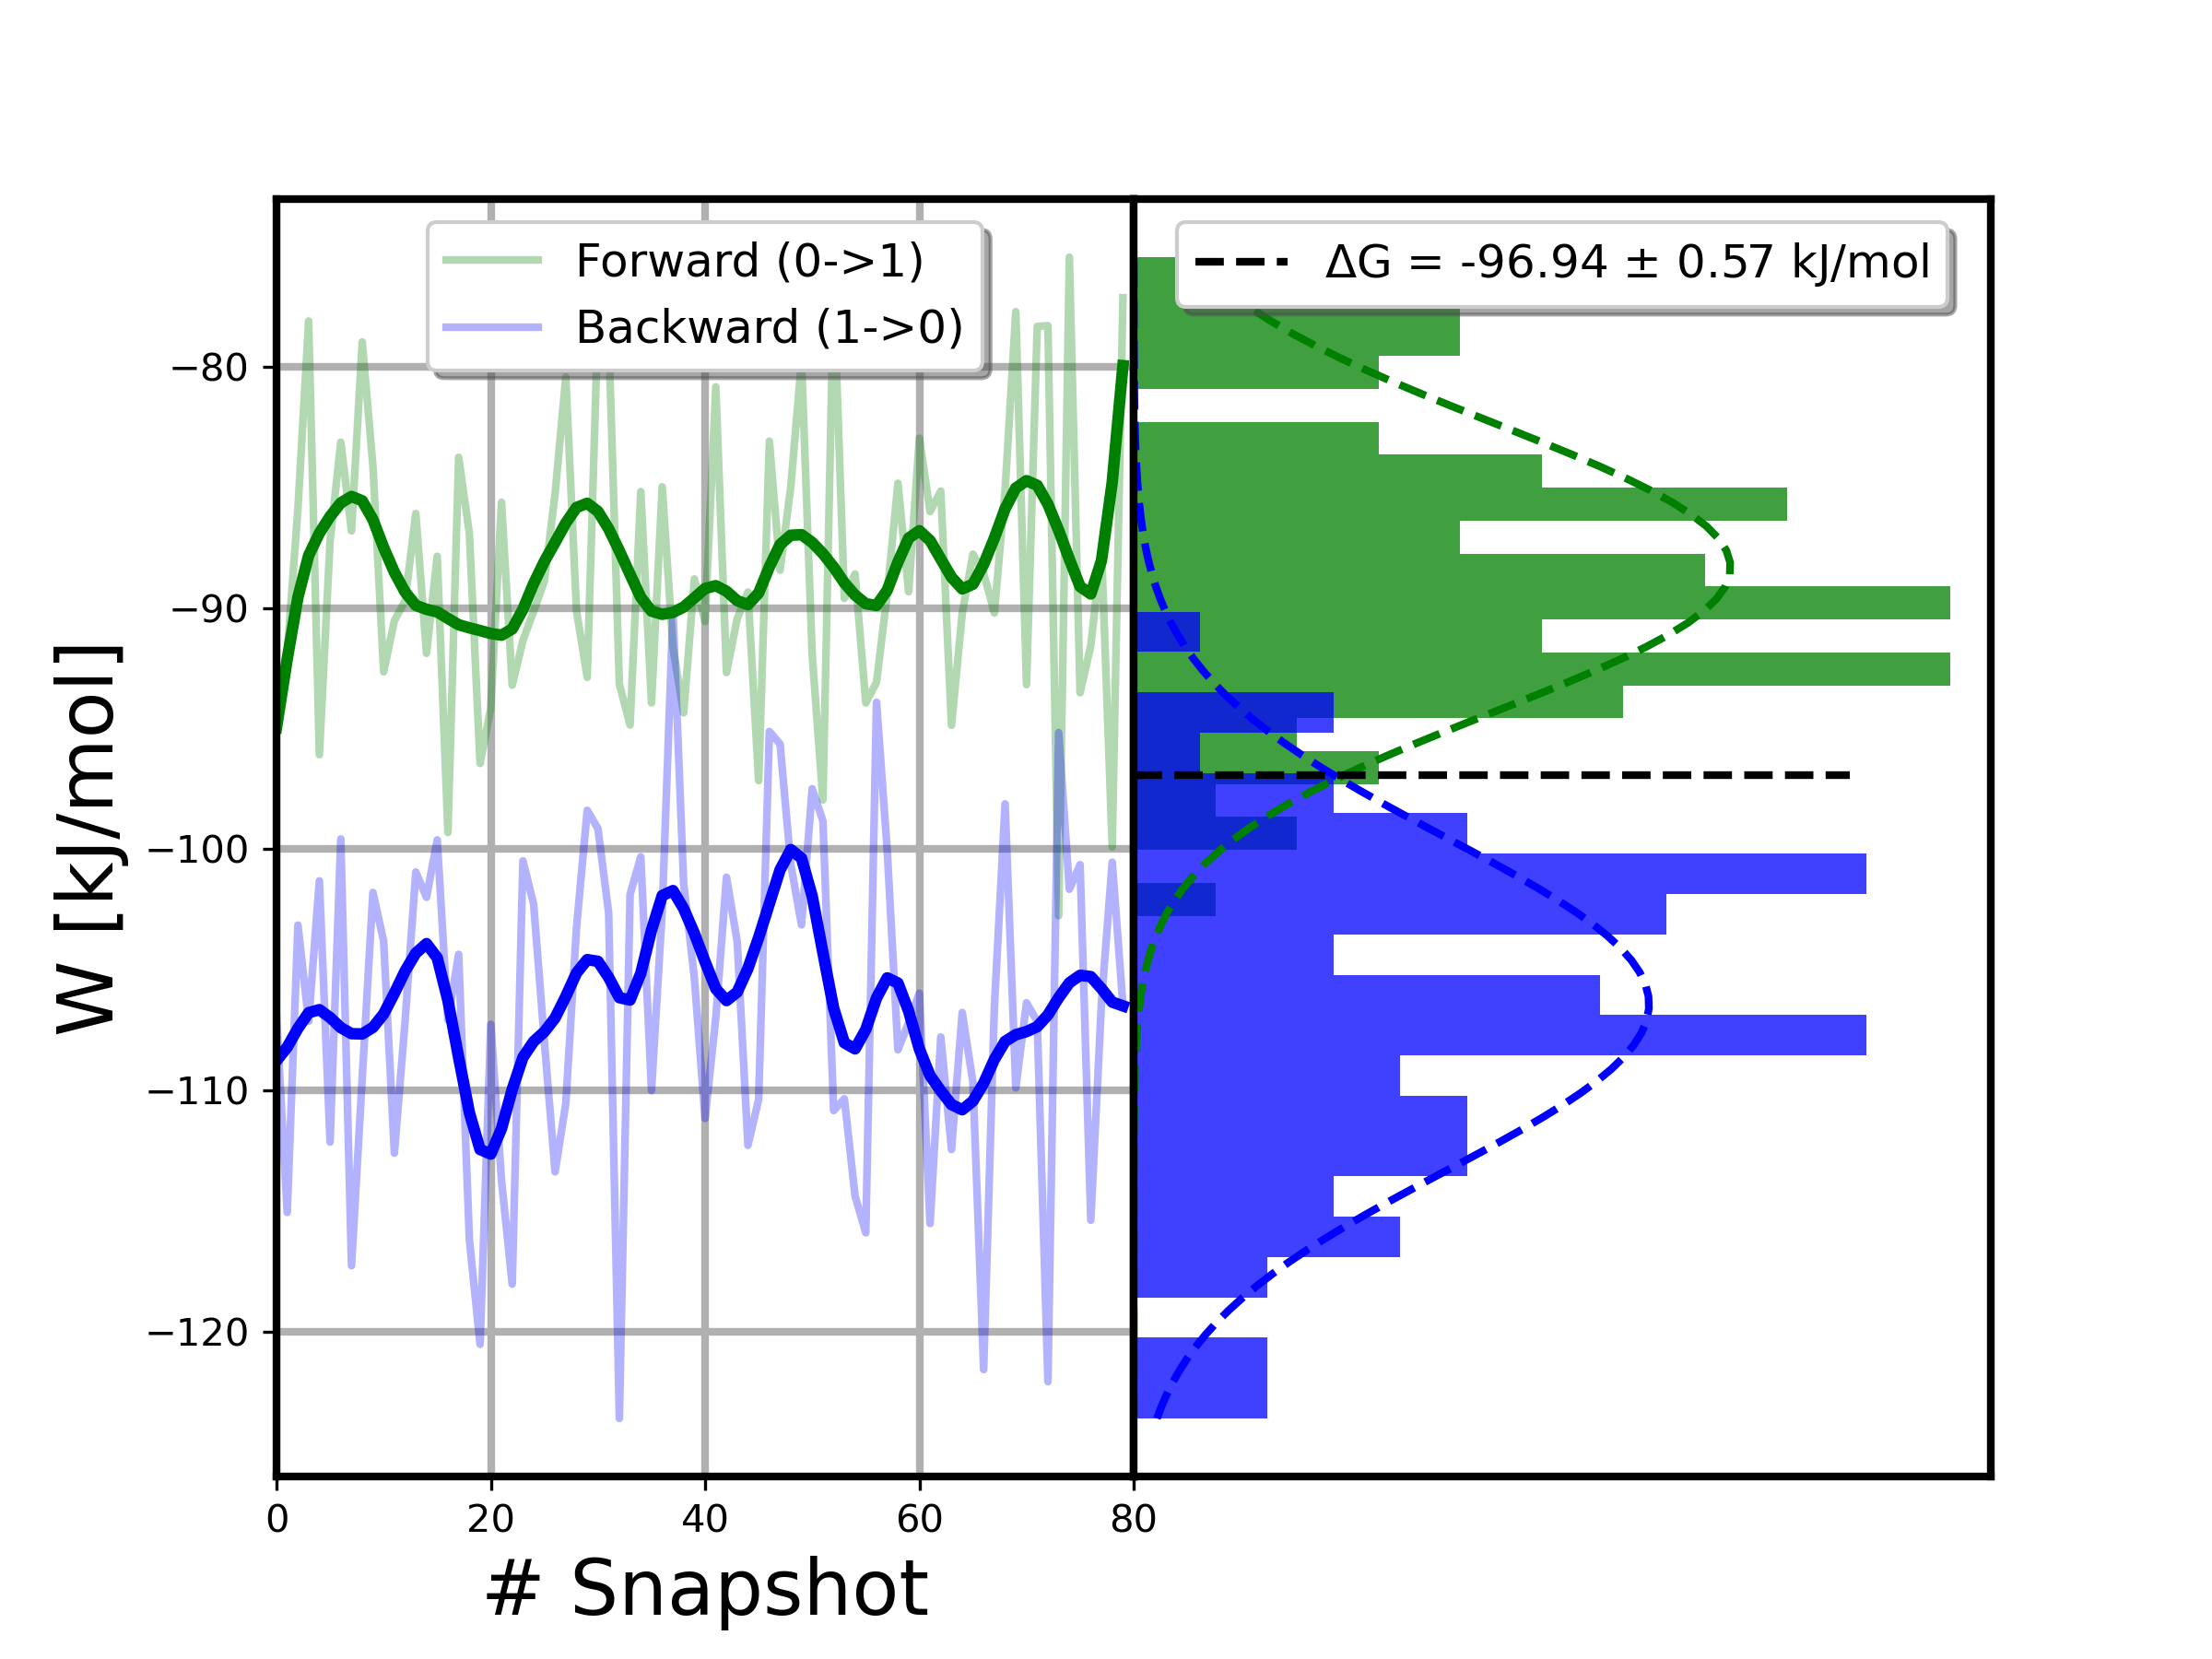 Forward (0->1)
Backward (1->0)
ΔG = -96.94 ± 0.57 kJ/mol
W [kJ/mol]
−80
−90
−100
−110
−120
0 20 40 60 80
# Snapshot